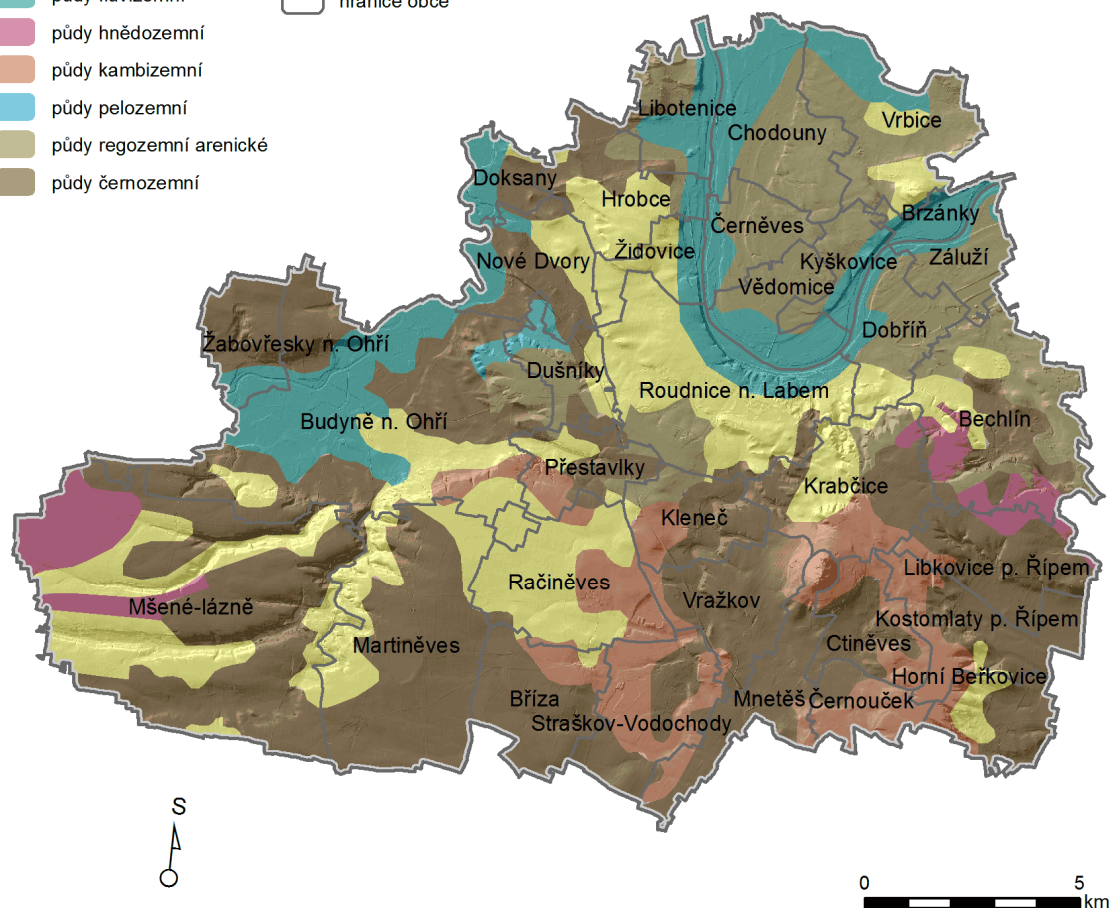 hranice obce
půdy hnědozemní
půdy kambizemní
půdy pelozemní
půdy regozemní arenické
půdy černozemní
Libotenice
Chodouny
Vrbice
Doksany
Hrobce
Brzánky
Černěves
Židovice
Nové Dvory
Kyškovice
Záluží
Vědomice
Žabovřesky n. Ohří
Dobříň
Dušníky
Roudnice n. Labem
Budyně n. Ohří
Bechlín
Přestavlky
Krabčice
Kleneč
Libkovice p. Řípem
Račiněves
Vražkov
Mšené-lázně
Kostomlaty p. Řípem
Martiněves
Ctiněves
Horní Beřkovice
Bříza
Mnetěš
Černouček
Straškov-Vodochody
S
0 5
km